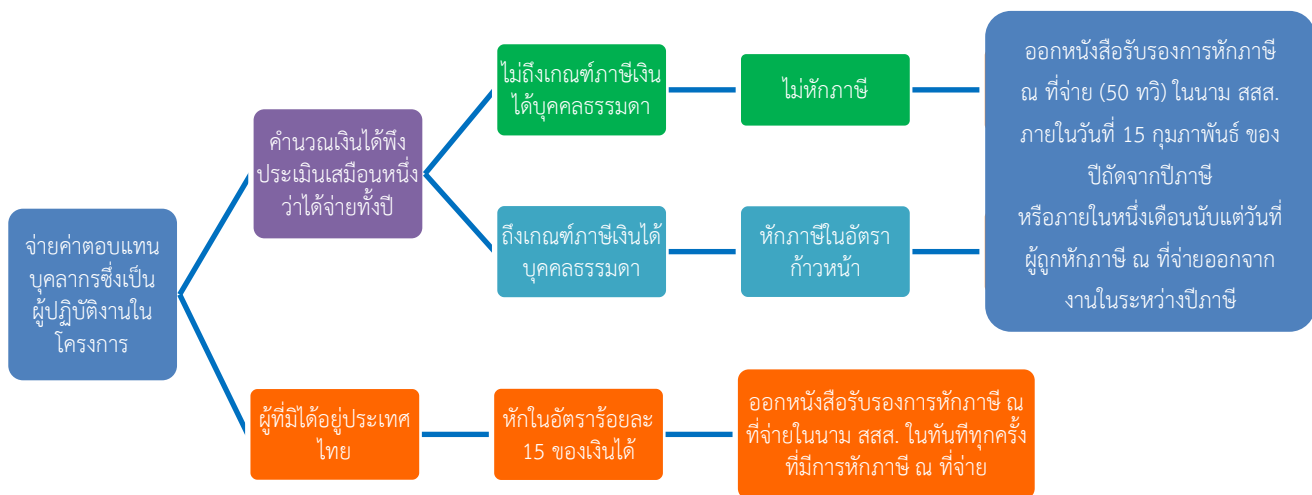 จ่ายค่าตอบแทน
บุคลากรซึ่งเป็น
ผู้ปฏิบัติงานใน
โครงการ
คำนวณเงินได้พึง
ประเมินเสมือนหนึ่ง
ว่าได้จ่ายทั้งปี
ไม่ถึงเกณฑ์ภาษีเงิน
ได้บุคคลธรรมดา
ไม่หักภาษี
ถึงเกณฑ์ภาษีเงินได้
บุคคลธรรมดา
หักภาษีในอัตรา
ก้าวหน้า
ออกหนังสือรับรองการหักภาษี
ณ ที่จ่าย (50 ทวิ) ในนาม สสส.
ภายในวันที่ 15 กุมภาพันธ์ ของ
ปีถัดจากปีภาษี
หรือภายในหนึ่งเดือนนับแต่วันที่
ผู้ถูกหักภาษี ณ ที่จ่ายออกจาก
งานในระหว่างปีภาษี
ผู้ที่มิได้อยู่ประเทศ
ไทย
หักในอัตราร้อยละ
15 ของเงินได้
ออกหนังสือรับรองการหักภาษี ณ
ที่จ่ายในนาม สสส. ในทันทีทุกครั้ง
ที่มีการหักภาษี ณ ที่จ่าย